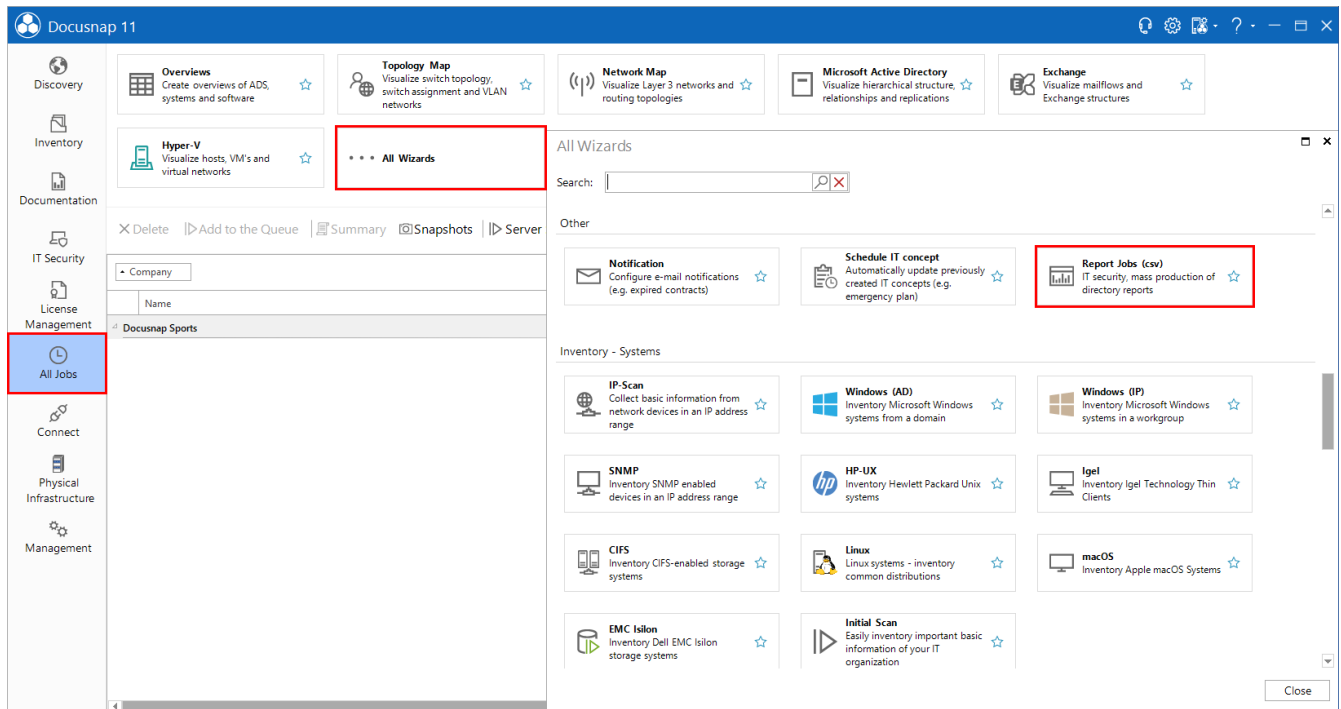 Docusnap 11
Discovery
Inventory
Documentation
IT Security
License
Management
All Jobs
Connect
Physical
Infrastructure
Management
Overviews
Create overviews of ADS,
systems and software
Topology Map
Visualize switch topology,
switch assignment and VLAN
networks
Network Map
Visualize Layer 3 networks and
routing topologies
Microsoft Active Directory
Visualize hierarchical structure,
relationships and replications
Exchange
Visualize mailflows and
Exchange structures
Hyper-V
Visualize hosts, VM's and
virtual networks
All Wizards
Delete Add to the Queue Summary Snapshots Server
Company
Name
Docusnap Sports
All Wizards
Search:
Other
Notification
Configure e-mail notifications
(e.g. expired contracts)
Schedule IT concept
Automatically update previously
created IT concepts (e.g.
emergency plan)
Report Jobs (csv)
IT security, mass production of
directory reports
Inventory - Systems
IP-Scan
Collect basic information from
network devices in an IP address
range
Windows (AD)
Inventory Microsoft Windows
systems from a domain
Windows (IP)
Inventory Microsoft Windows
systems in a workgroup
SNMP
Inventory SNMP enabled
devices in an IP address range
hp
HP-UX
Inventory Hewlett Packard Unix
systems
Igel
Inventory Igel Technology Thin
Clients
CIFS
Inventory CIFS-enabled storage
systems
Linux
Linux systems - inventory
common distributions
macOS
Inventory Apple macOS Systems
EMC Isilon
Inventory Dell EMC Isilon
storage systems
Initial Scan
Easily inventory important basic
information of your IT
organization
Close